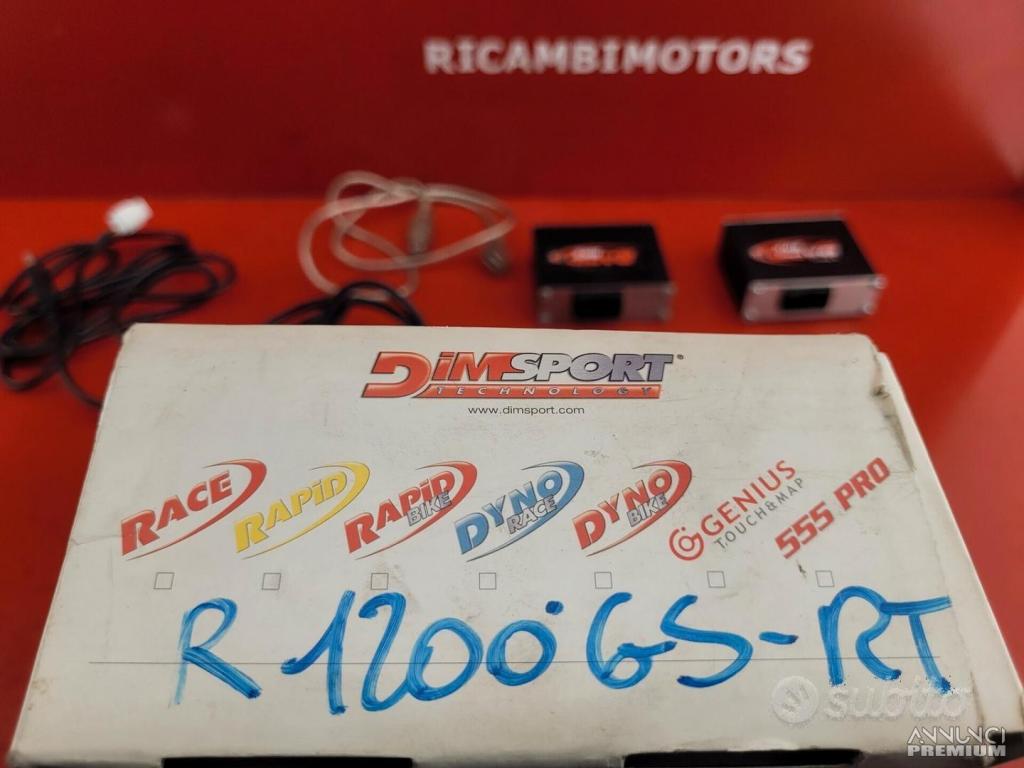 RICAMBIMOTORS
DiMSPORT
TECHNOLOGY
www.dimsport.com
RACE
RAPiD
RAPiD BIKE
DYNO RACE
DYNO BIKE
GENIUS
TOUCH&MAP
555 PRO
R1200 GS-RT
subito
ANNUNCI
PREMIUM